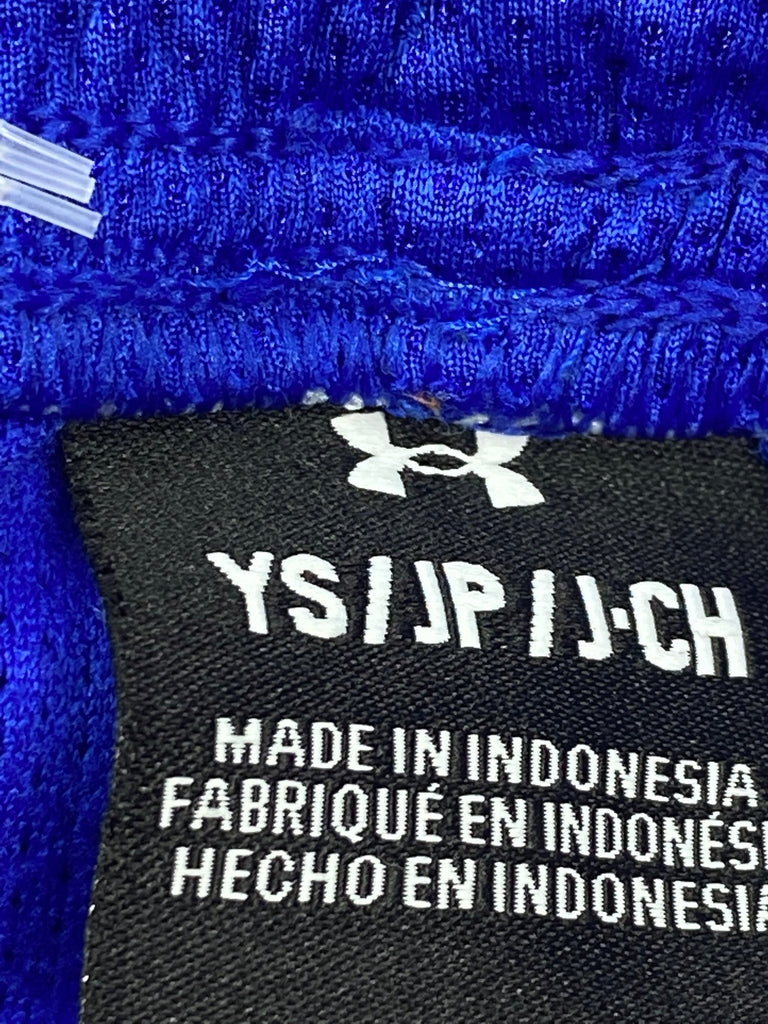 YS/JP/J·CH
MADE IN INDONESIA
FABRIQUÉ EN INDONÉSI
HECHO EN INDONESIA